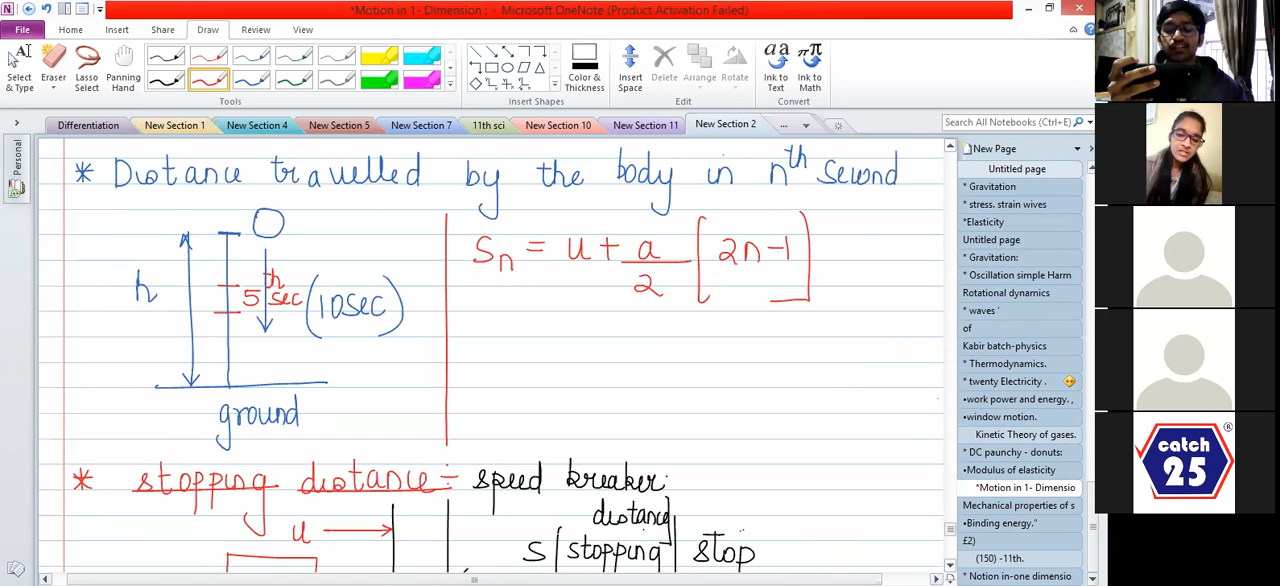 *Motion in 1- Dimension : - Microsoft OneNote (Product Activation Failed)
File Home Insert Share Draw Review View
Select & Type
Eraser
Lasso Select
Panning Hand
Tools
Insert Shapes
Color & Thickness
Insert Space
Delete
Arrange
Rotate
Edit
Ink to Text
Ink to Math
Convert
Differentiation New Section 1 New Section 4 New Section 5 New Section 7 11th sci New Section 10 New Section 11 New Section 2 ...
Search All Notebooks (Ctrl+E)
Personal
* Distance travelled by the body in nth second
h
5th sec (10sec)
ground
Sn = u + a/2 [2n-1]
* stopping distance :- speed breaker.
u
distance
S stopping stop
New Page
Untitled page
* Gravitation
* stress. strain wives
*Elasticity
Untitled page
* Gravitation:
* Oscillation simple Harm
Rotational dynamics
* waves '
of
Kabir batch-physics
* Thermodynamics.
* twenty Electricity .
•work power and energy. ,
•window motion.
Kinetic Theory of gases.
* DC paunchy - donuts:
•Modulus of elasticity
*Motion in 1- Dimensio
Mechanical properties of s
•Binding energy."
£2)
(150) -11th.
* Notion in-one dimensio
catch
25
®